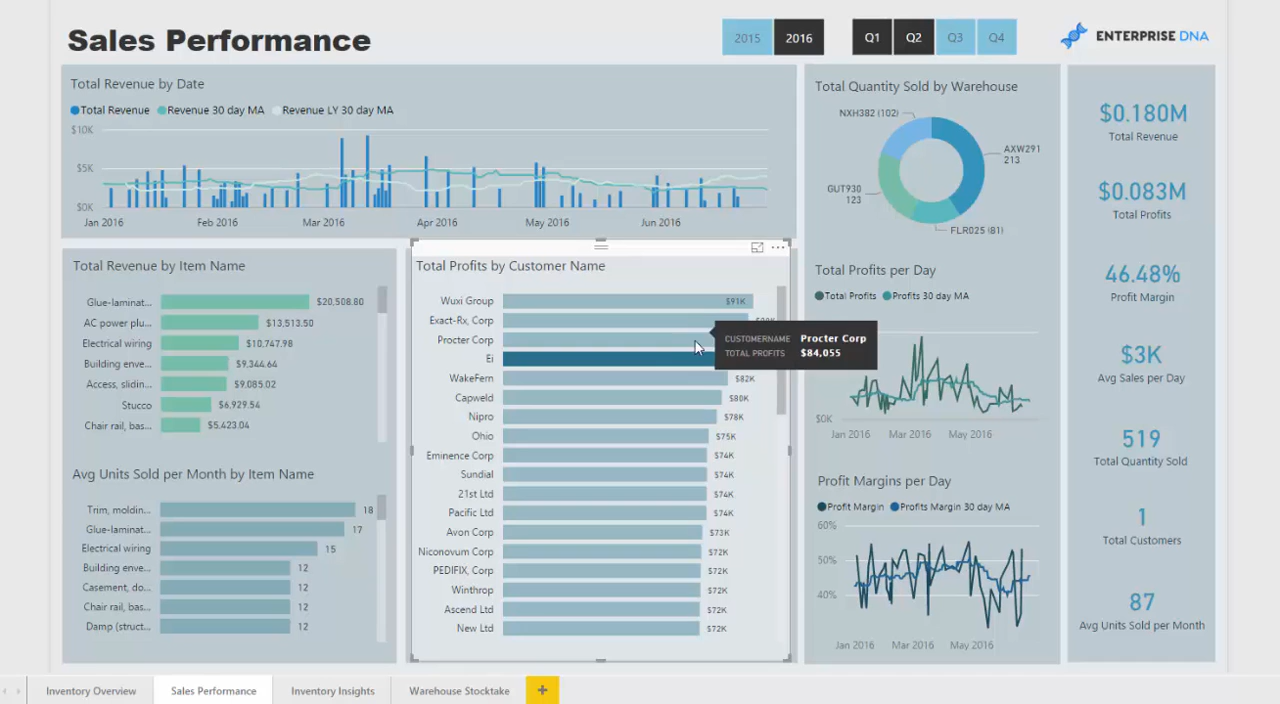 Sales Performance
2015
2016
Q1
Q2
Q3
Q4
ENTERPRISE DNA
Total Revenue by Date
Total Revenue
Revenue 30 day MA
Revenue LY 30 day MA
$10K
$5K
$0K
Jan 2016
Feb 2016
Mar 2016
Apr 2016
May 2016
Jun 2016
Total Revenue by Item Name
Glue-laminat...
$20,508.80
AC power plu...
$13,513.50
Electrical wiring
$10,747.98
Building enve...
$9,344.64
Access, slidin...
$9,085.02
Stucco
$6,929.54
Chair rail, bas...
$5,423.04
Avg Units Sold per Month by Item Name
Trim, moldin...
18
Glue-laminat...
17
Electrical wiring
15
Building enve...
12
Casement, do...
12
Chair rail, bas...
12
Damp (struct...
12
Total Profits by Customer Name
Wuxi Group
$91K
Exact-Rx, Corp
Procter Corp
Ei
WakeFern
$82K
Capweld
$80K
Nipro
$78K
Ohio
$75K
Eminence Corp
$74K
Sundial
$74K
21st Ltd
$74K
Pacific Ltd
$74K
Avon Corp
$73K
Niconovum Corp
$72K
PEDIFIX, Corp
$72K
Winthrop
$72K
Ascend Ltd
$72K
New Ltd
$72K
CUSTOMERNAME Procter Corp
TOTAL PROFITS $84,055
Total Quantity Sold by Warehouse
NXH382 (102)
AXW291
213
GUT930
123
FLR025 (81)
Total Profits per Day
Total Profits
Profits 30 day MA
$0K
Jan 2016
Mar 2016
May 2016
Profit Margins per Day
Profit Margin
Profits Margin 30 day MA
60%
50%
40%
Jan 2016
Mar 2016
May 2016
$0.180M
Total Revenue
$0.083M
Total Profits
46.48%
Profit Margin
$3K
Avg Sales per Day
519
Total Quantity Sold
1
Total Customers
87
Avg Units Sold per Month
Inventory Overview
Sales Performance
Inventory Insights
Warehouse Stocktake
+